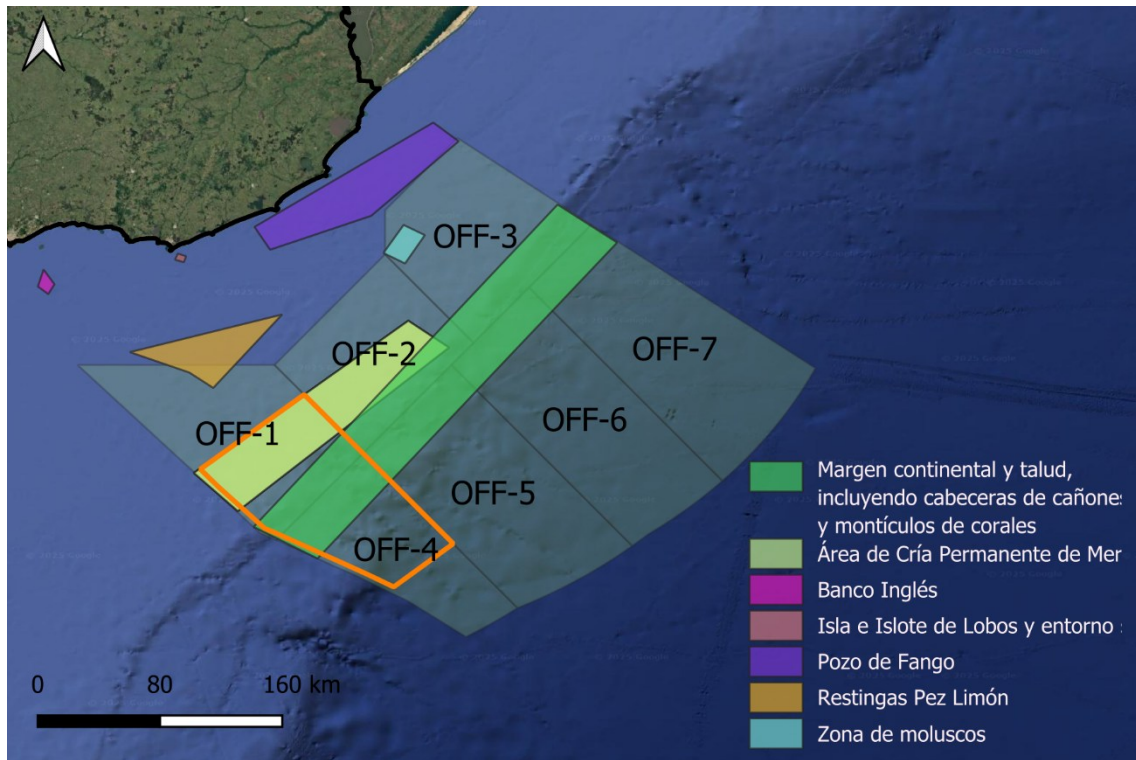 OFF-3
OFF-2
OFF-7
OFF-1
OFF-6
OFF-5
OFF-4
0 80 160 km
Margen continental y talud,
incluyendo cabeceras de cañones
y montículos de corales
Área de Cría Permanente de Mer
Banco Inglés
Isla e Islote de Lobos y entorno
Pozo de Fango
Restingas Pez Limón
Zona de moluscos